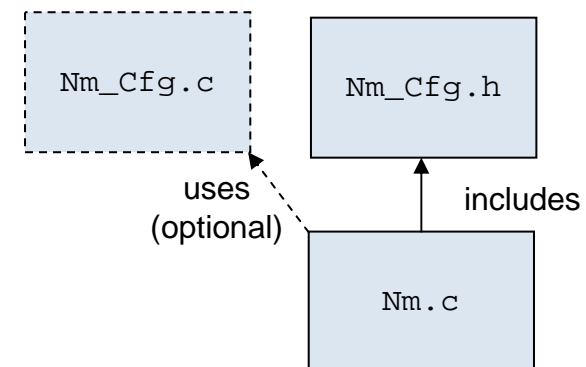 Nm_Cfg.c
Nm_Cfg.h
uses
(optional)
includes
Nm.c